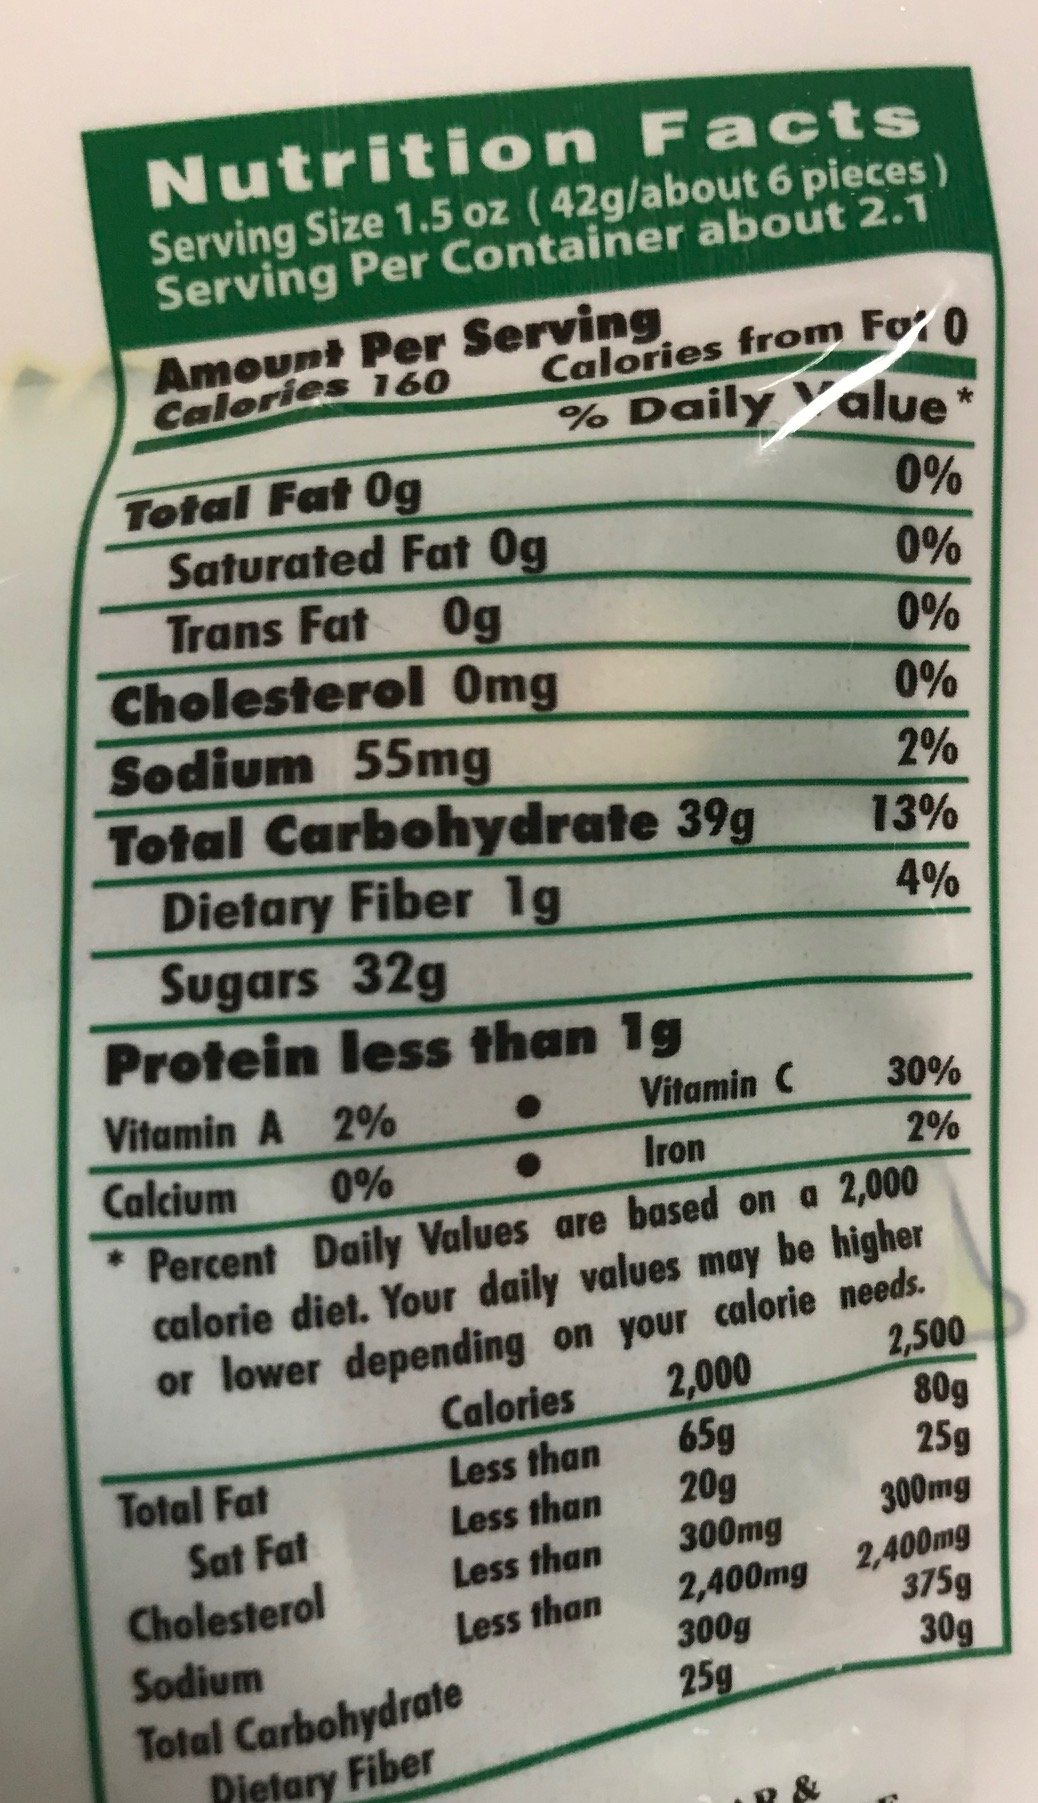 Nutrition Facts
Serving Size 1.5 oz (42g/about 6 pieces)
Serving Per Container about 2.1
Amount Per Serving
Calories 160 Calories from Fat 0
% Daily Value*
Total Fat 0g 0%
Saturated Fat 0g 0%
Trans Fat 0g 0%
Cholesterol 0mg 0%
Sodium 55mg 2%
Total Carbohydrate 39g 13%
Dietary Fiber 1g 4%
Sugars 32g
Protein less than 1g
Vitamin A 2% • Vitamin C 30%
Calcium 0% • Iron 2%
* Percent Daily Values are based on a 2,000
calorie diet. Your daily values may be higher
or lower depending on your calorie needs.
Calories 2,000 2,500
Total Fat Less than 65g 80g
Sat Fat Less than 20g 25g
Cholesterol Less than 300mg 300mg
Sodium Less than 2,400mg 2,400mg
Total Carbohydrate 300g 375g
Dietary Fiber 25g 30g
&